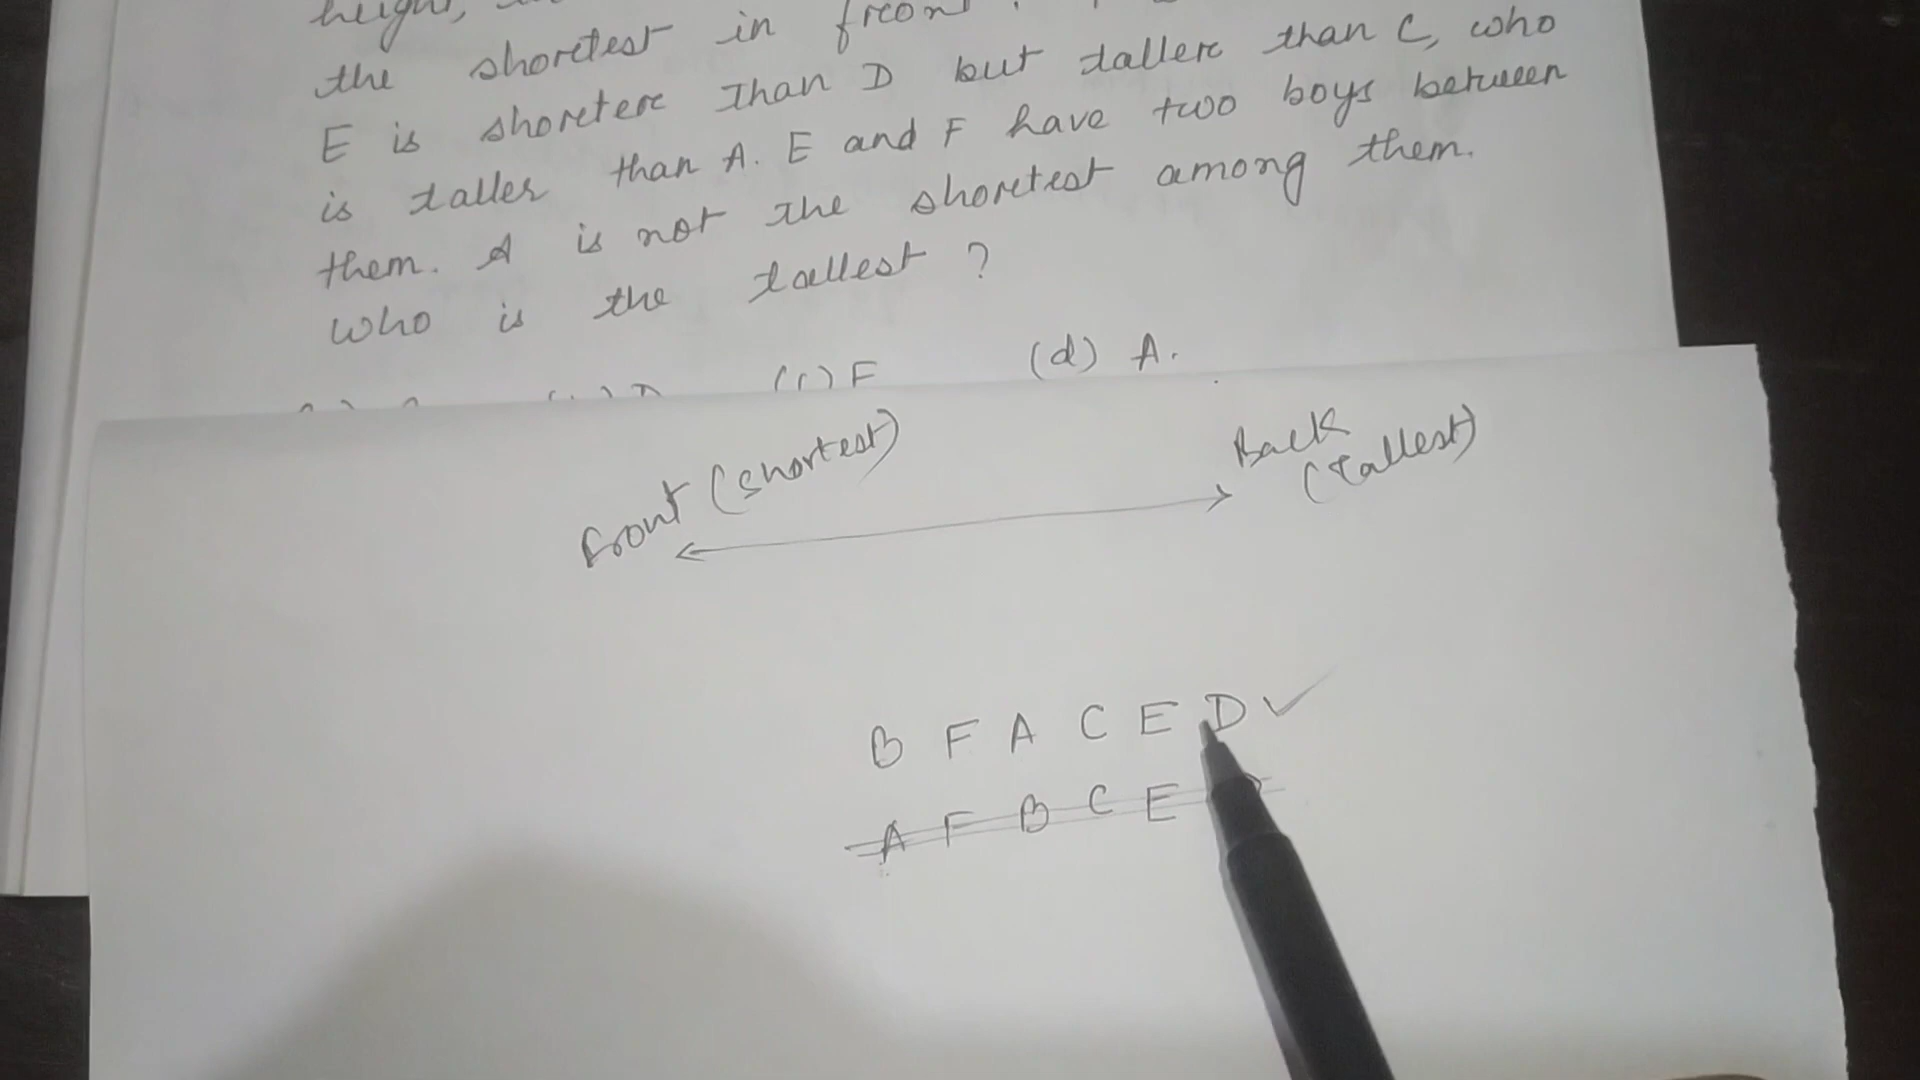 height,
the shortest in front.
E is shorter than D but taller than C, who
is taller than A. E and F have two boys between
them. A is not the shortest among them.
who is the tallest ?
(c) F (d) A.
Front (shortest)
Back
(tallest)
B F A C E D
A F B C E